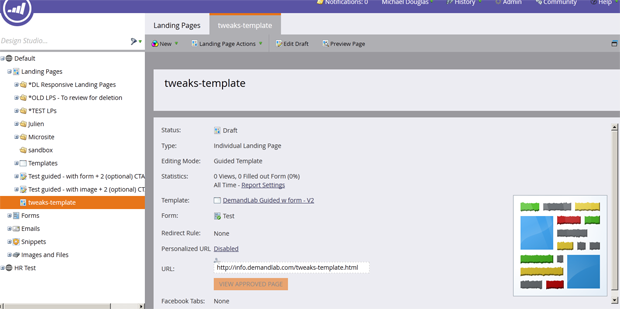 Notifications: 0
Michael Douglas
History
Admin
Community
Help
Landing Pages
tweaks-template
Design Studio...
New
Landing Page Actions
Edit Draft
Preview Page
Default
Landing Pages
*DL Responsive Landing Pages
*OLD LPS - To review for deletion
*TEST LPs
Julien
Microsite
sandbox
Templates
Test guided - with form + 2 (optional) CTA
Test guided - with image + 2 (optional) CT
tweaks-template
Forms
Emails
Snippets
Images and Files
HR Test
tweaks-template
Status: Draft
Type: Individual Landing Page
Editing Mode: Guided Template
Statistics: 0 Views, 0 Filled out Form (0%)
All Time - Report Settings
Template: DemandLab Guided w form - V2
Form: Test
Redirect Rule: None
Personalized URL Disabled
URL: http://info.demandlab.com/tweaks-template.html
VIEW APPROVED PAGE
Facebook Tabs: None